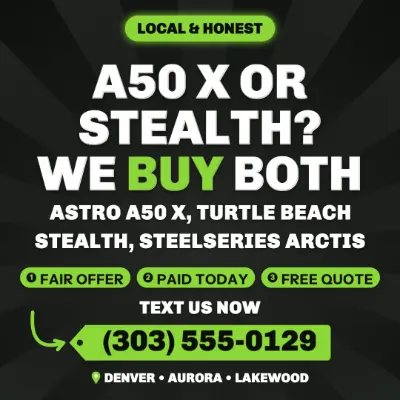 LOCAL & HONEST
A50 X OR
STEALTH?
WE BUY BOTH
ASTRO A50 X, TURTLE BEACH
STEALTH, STEELSERIES ARCTIS
1 FAIR OFFER 2 PAID TODAY 3 FREE QUOTE
TEXT US NOW
(303) 555-0129
DENVER • AURORA • LAKEWOOD